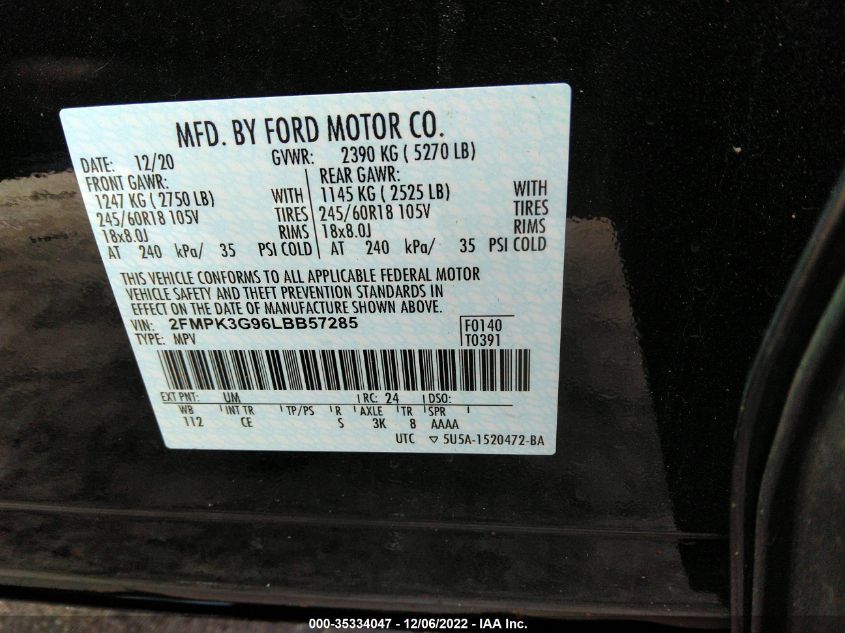 MFD. BY FORD MOTOR CO.
DATE: 12/20 GVWR: 2390 KG ( 5270 LB)
FRONT GAWR: REAR GAWR:
1247 KG ( 2750 LB) WITH 1145 KG ( 2525 LB) WITH
245/60R18 105V TIRES 245/60R18 105V TIRES
18x8.0J RIMS 18x8.0J RIMS
AT 240 kPa/ 35 PSI COLD AT 240 kPa/ 35 PSI COLD
THIS VEHICLE CONFORMS TO ALL APPLICABLE FEDERAL MOTOR
VEHICLE SAFETY AND THEFT PREVENTION STANDARDS IN
EFFECT ON THE DATE OF MANUFACTURE SHOWN ABOVE.
VIN: 2FMPK3G96LBB57285 F0140
TYPE: MPV T0391
EXT PNT: UM RC: 24 DSO:
WB INT TR TP/PS R AXLE TR SPR
112 CE S 3K 8 AAAA
UTC ▽ 5U5A-1520472-BA
000-35334047 - 12/06/2022 - IAA Inc.